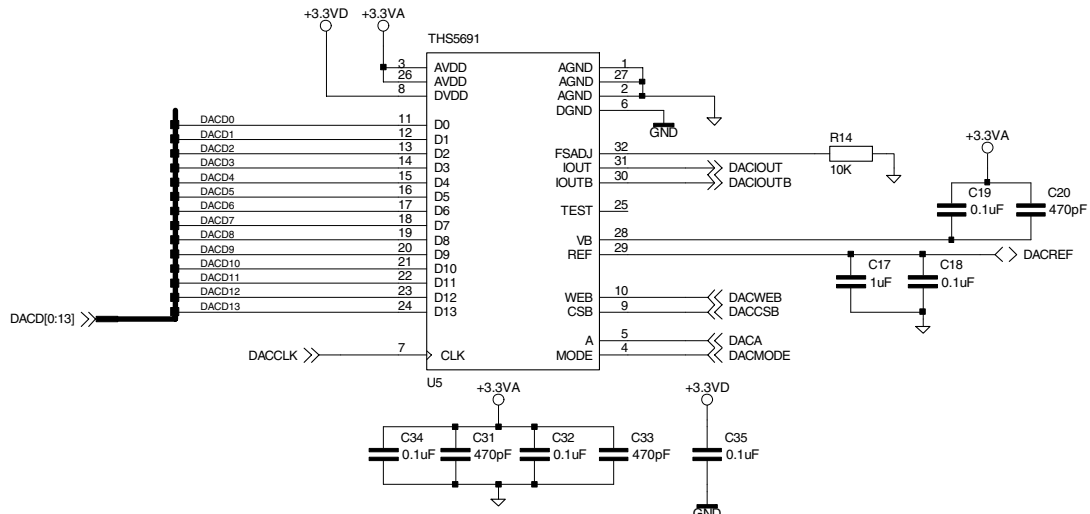 +3.3VD +3.3VA
THS5691
3 AVDD AGND 1
26 AVDD AGND 27
8 DVDD AGND 2
DGND 6
GND
DACD0 11 D0
DACD1 12 D1
DACD2 13 D2
DACD3 14 D3
DACD4 15 D4
DACD5 16 D5
DACD6 17 D6
DACD7 18 D7
DACD8 19 D8
DACD9 20 D9
DACD10 21 D10
DACD11 22 D11
DACD12 23 D12
DACD13 24 D13
DACD[0:13]
DACCLK 7 CLK
FSADJ 32 R14
10K
IOUT 31 DACIOUT
IOUTB 30 DACIOUTB
TEST 25
VB 28
REF 29 DACREF
+3.3VA
C19 0.1uF
C20 470pF
C17 1uF
C18 0.1uF
WEB 10 DACWEB
CSB 9 DACCSB
A 5 DACA
MODE 4 DACMODE
U5
+3.3VA
C34 0.1uF
C31 470pF
C32 0.1uF
C33 470pF
+3.3VD
C35 0.1uF
GND